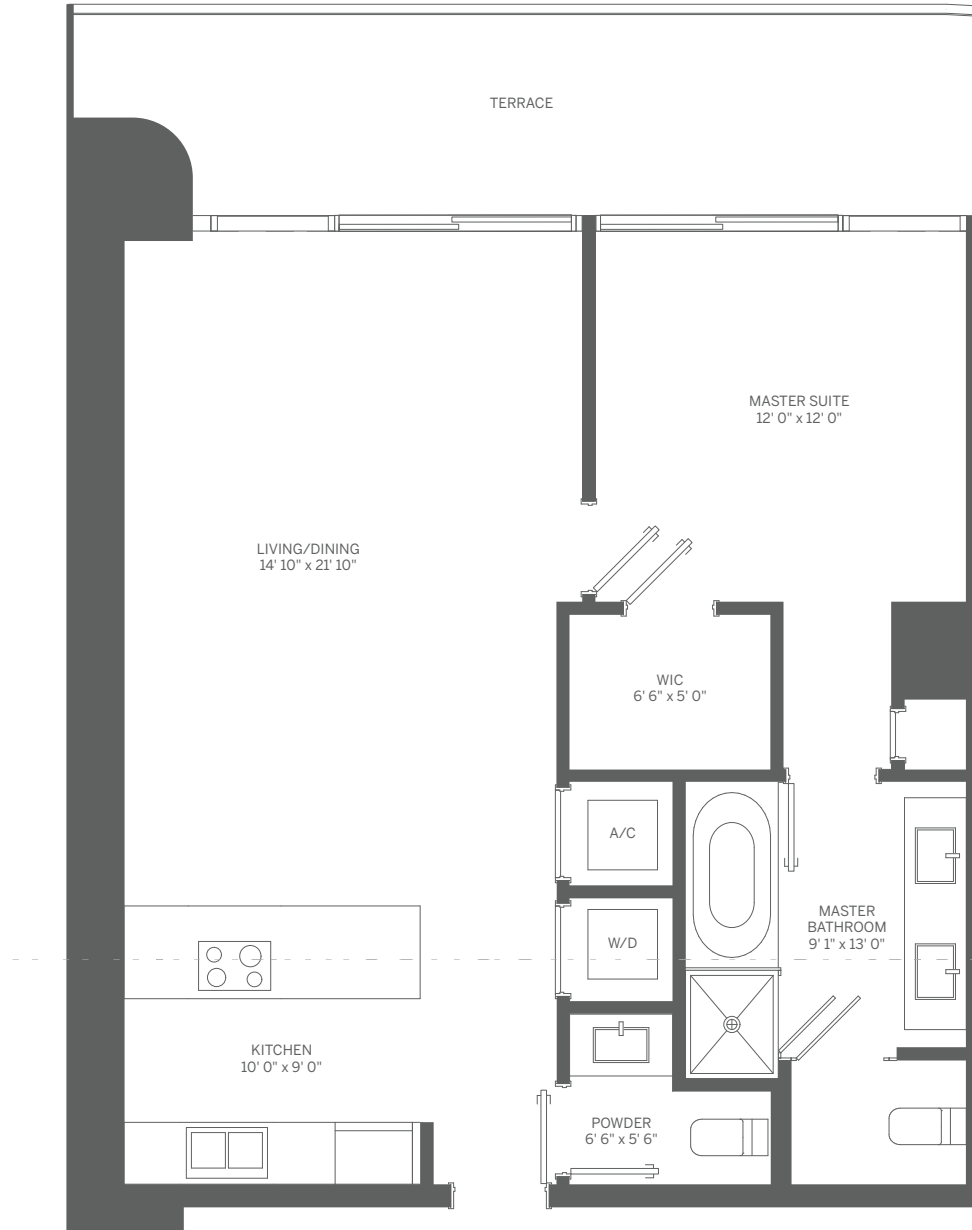 TERRACE
MASTER SUITE
12' 0" x 12' 0"
LIVING/DINING
14' 10" x 21' 10"
WIC
6' 6" x 5' 0"
A/C
MASTER
BATHROOM
9' 1" x 13' 0"
W/D
KITCHEN
10' 0" x 9' 0"
POWDER
6' 6" x 5' 6"